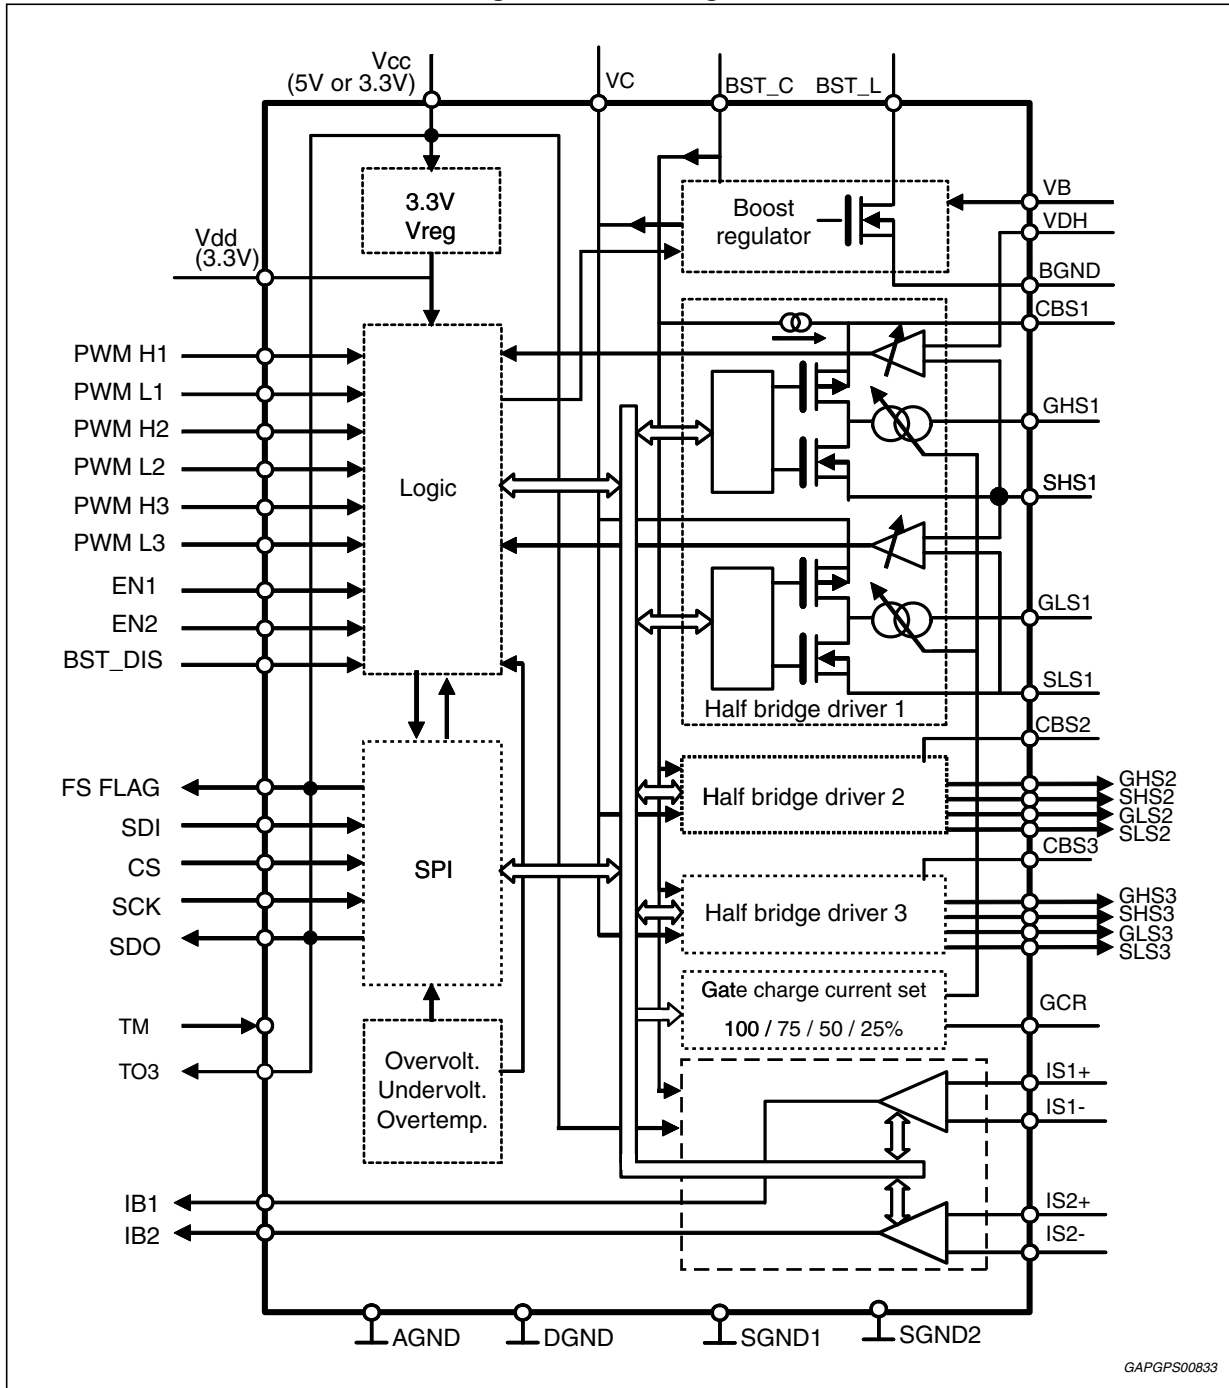 Vcc
(5V or 3.3V)
VC
BST_C
BST_L
3.3V
Vreg
Boost
regulator
VB
VDH
BGND
Vdd
(3.3V)
CBS1
PWM H1
PWM L1
PWM H2
PWM L2
PWM H3
PWM L3
EN1
EN2
BST_DIS
Logic
GHS1
SHS1
GLS1
SLS1
Half bridge driver 1
CBS2
FS FLAG
SDI
CS
SCK
SDO
SPI
Half bridge driver 2
GHS2
SHS2
GLS2
SLS2
CBS3
Half bridge driver 3
GHS3
SHS3
GLS3
SLS3
Gate charge current set
100 / 75 / 50 / 25%
GCR
TM
TO3
Overvolt.
Undervolt.
Overtemp.
IS1+
IS1-
IB1
IB2
IS2+
IS2-
AGND
DGND
SGND1
SGND2
GAPGPS00833